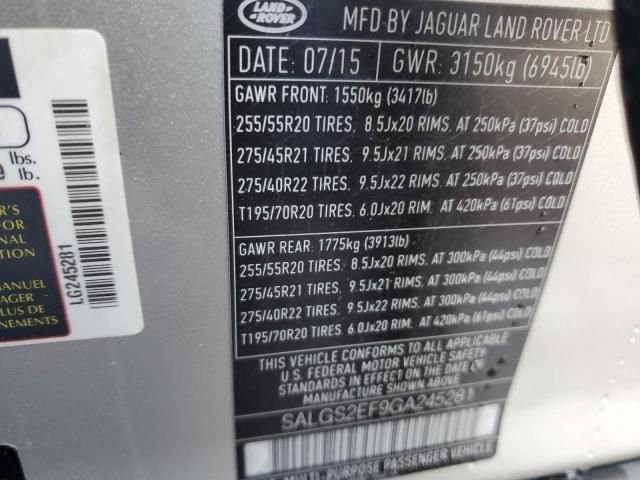 LAND
ROVER
MFD BY JAGUAR LAND ROVER LTD
DATE: 07/15 GWR: 3150kg (6945lb)
GAWR FRONT: 1550kg (3417lb)
255/55R20 TIRES, 8.5Jx20 RIMS, AT 250kPa (37psi) COLD
275/45R21 TIRES, 9.5Jx21 RIMS, AT 250kPa (37psi) COLD
275/40R22 TIRES, 9.5Jx22 RIMS, AT 250kPa (37psi) COLD
T195/70R20 TIRES, 6.0Jx20 RIM, AT 420kPa (61psi) COLD
GAWR REAR: 1775kg (3913lb)
255/55R20 TIRES, 8.5Jx20 RIMS, AT 300kPa (44psi) COLD
275/45R21 TIRES, 9.5Jx21 RIMS, AT 300kPa (44psi) COLD
275/40R22 TIRES, 9.5Jx22 RIMS, AT 300kPa (44psi) COLD
T195/70R20 TIRES, 6.0Jx20 RIM, AT 420kPa (61psi) COLD
THIS VEHICLE CONFORMS TO ALL APPLICABLE
U.S. FEDERAL MOTOR VEHICLE SAFETY
STANDARDS IN EFFECT ON THE DATE OF
MANUFACTURE SHOWN ABOVE.
SALGS2EF9GA245281
MULTI-PURPOSE PASSENGER VEHICLE
lbs.
lb.
R'S
OR
NAL
TION
MANUEL
AGER
PLUS DE
NEMENTS
LG245281